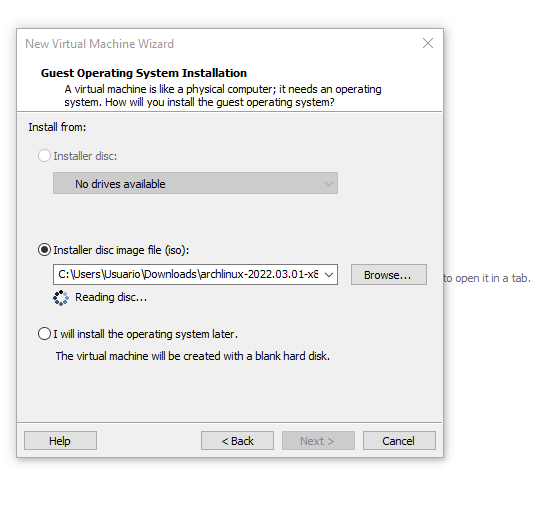 New Virtual Machine Wizard
Guest Operating System Installation
A virtual machine is like a physical computer; it needs an operating
system. How will you install the guest operating system?
Install from:
Installer disc:
No drives available
Installer disc image file (iso):
C:\Users\Usuario\Downloads\archlinux-2022.03.01-x8
Browse...
to open it in a tab.
Reading disc...
I will install the operating system later.
The virtual machine will be created with a blank hard disk.
Help
< Back
Next >
Cancel